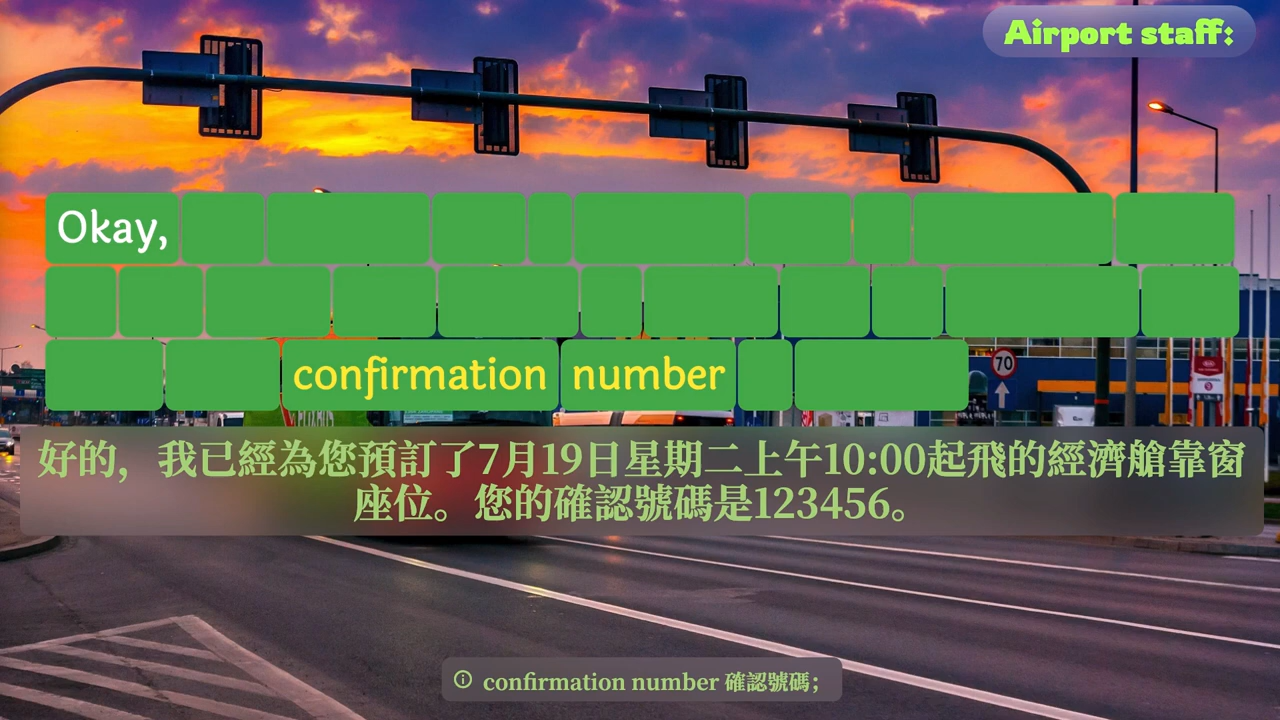 Airport staff:
Okay,
confirmation number
好的，我已經為您預訂了7月19日星期二上午10:00起飛的經濟艙靠窗
座位。您的確認號碼是123456。
70
confirmation number 確認號碼；